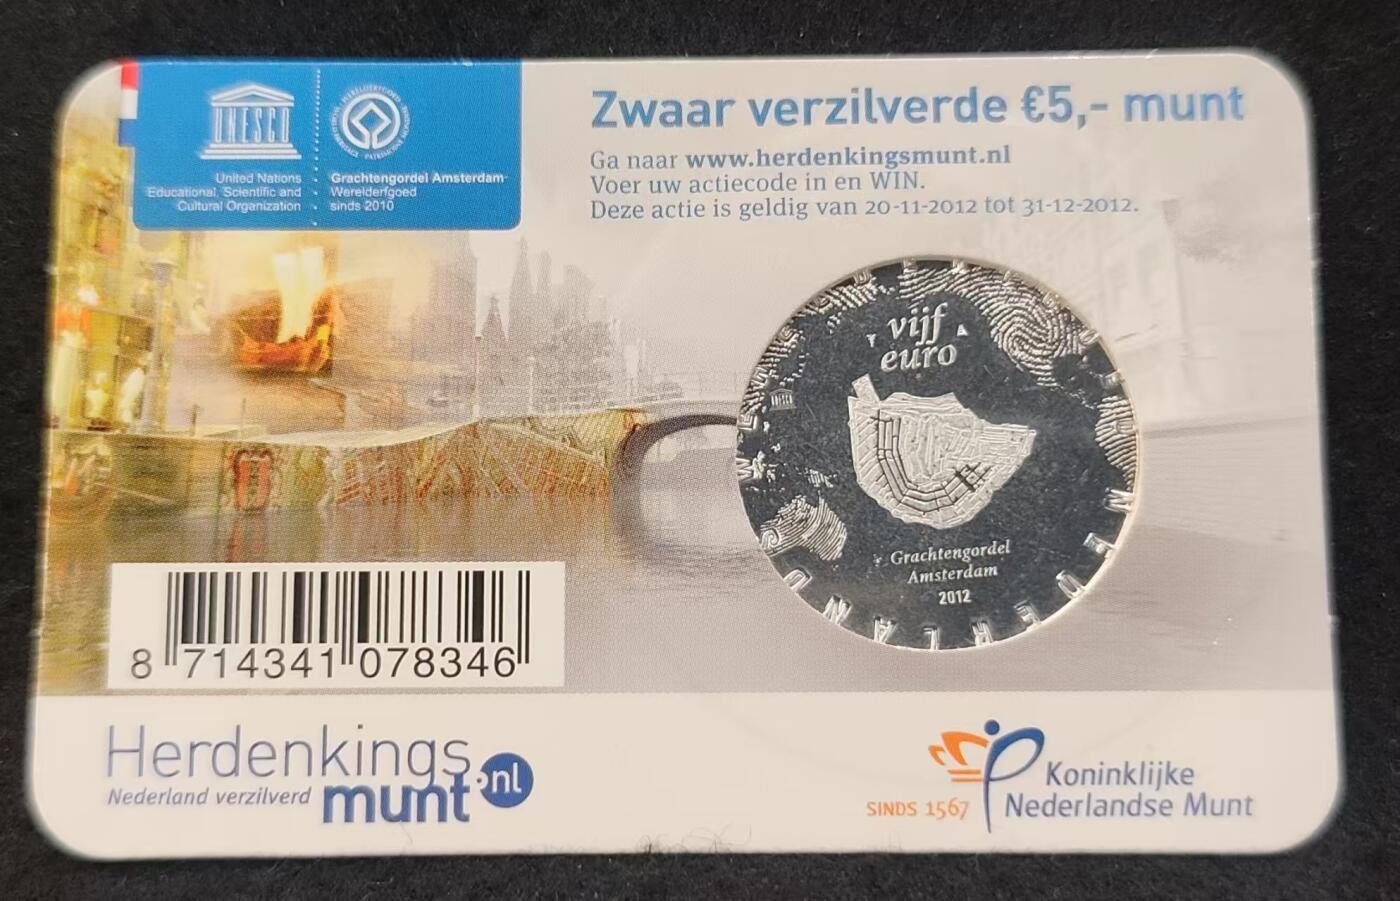 UNESCO
United Nations
Educational, Scientific and
Cultural Organization
Grachtengordel Amsterdam-
Werelderfgoed
sinds 2010
Zwaar verzilverde €5,- munt
Ga naar www.herdenkingsmunt.nl
Voer uw actiecode in en WIN.
Deze actie is geldig van 20-11-2012 tot 31-12-2012.
vijf
euro
Grachtengordel
Amsterdam
2012
8 714341 078346
Herdenkings
munt.nl
Nederland verzilverd
SINDS 1567
Koninklijke
Nederlandse Munt